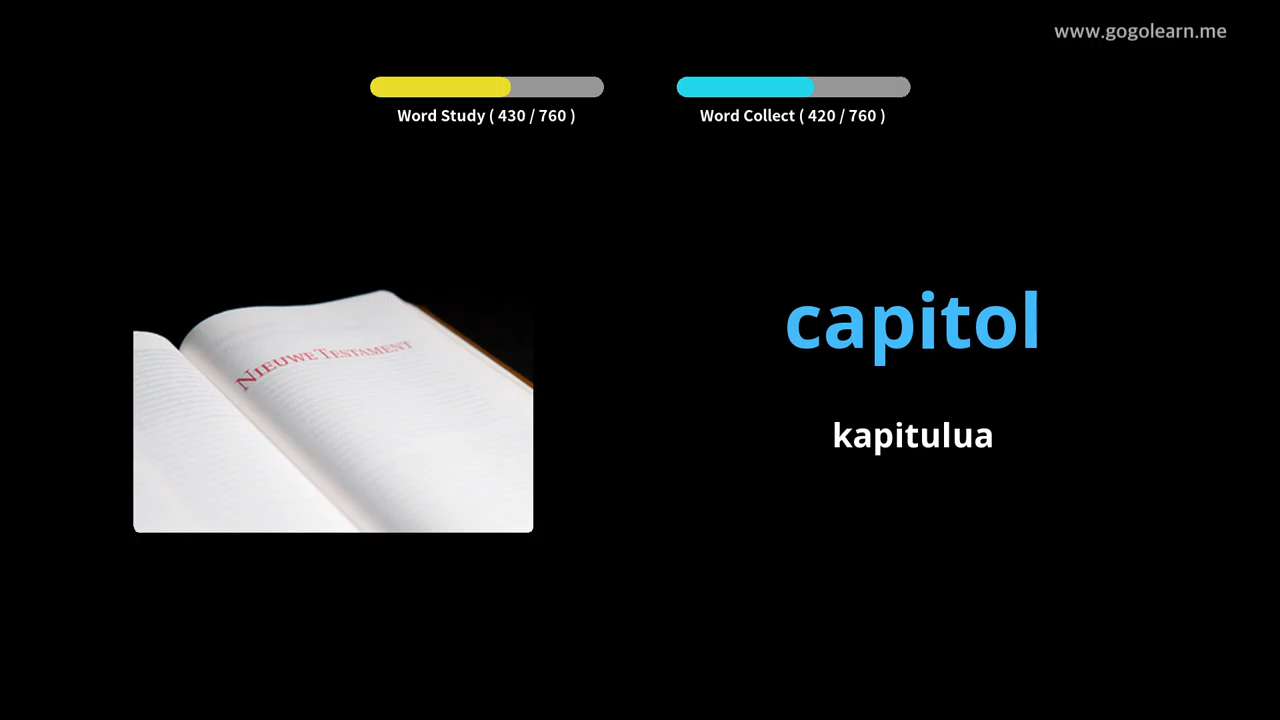 www.gogolearn.me
Word Study ( 430 / 760 )
Word Collect ( 420 / 760 )
NIEUWE TESTAMENT
capitol
kapitulua